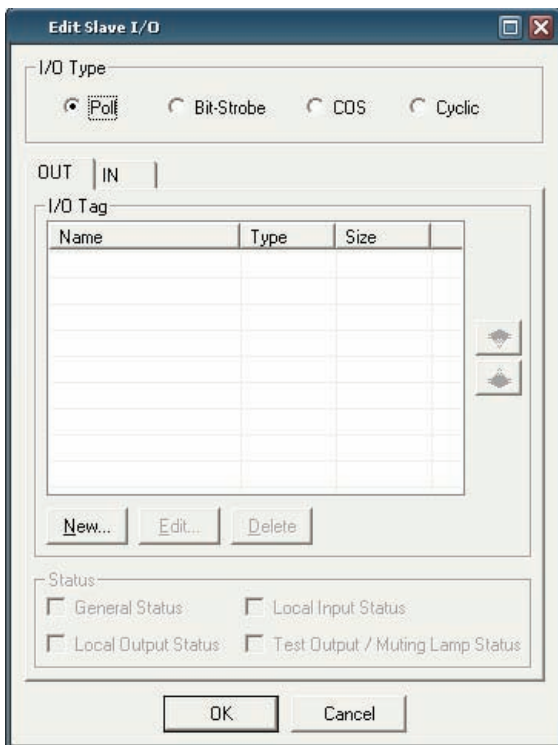 Edit Slave I/O
I/O Type
Poll Bit-Strobe COS Cyclic
OUT IN
I/O Tag
Name Type Size
New... Edit... Delete
Status
General Status Local Input Status
Local Output Status Test Output / Muting Lamp Status
OK Cancel